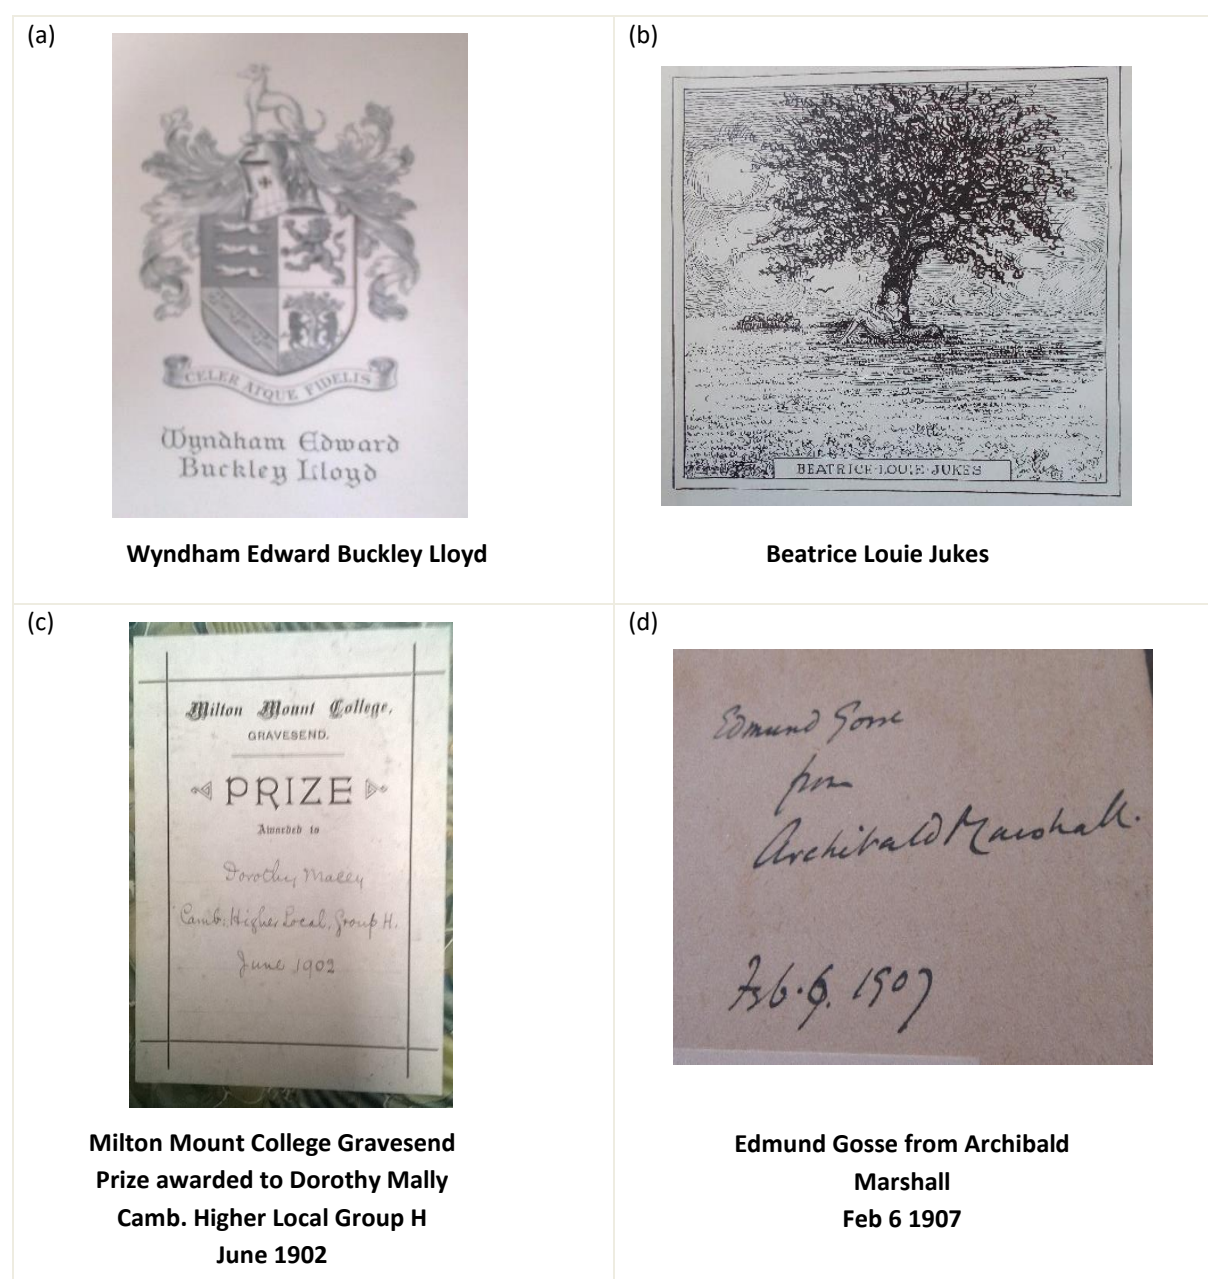 (a)
CELER ATQUE FIDELIS
Wyndham Edward
Buckley Lloyd
Wyndham Edward Buckley Lloyd
(b)
BEATRICE·LOUIE·JUKES
Beatrice Louie Jukes
(c)
Milton Mount College,
GRAVESEND.
PRIZE
Awarded to
Dorothy Mally
Camb. Higher Local. Group H.
June 1902
Milton Mount College Gravesend
Prize awarded to Dorothy Mally
Camb. Higher Local Group H
June 1902
(d)
Edmund Gosse
from
Archibald Marshall.
Feb. 6. 1907
Edmund Gosse from Archibald
Marshall
Feb 6 1907